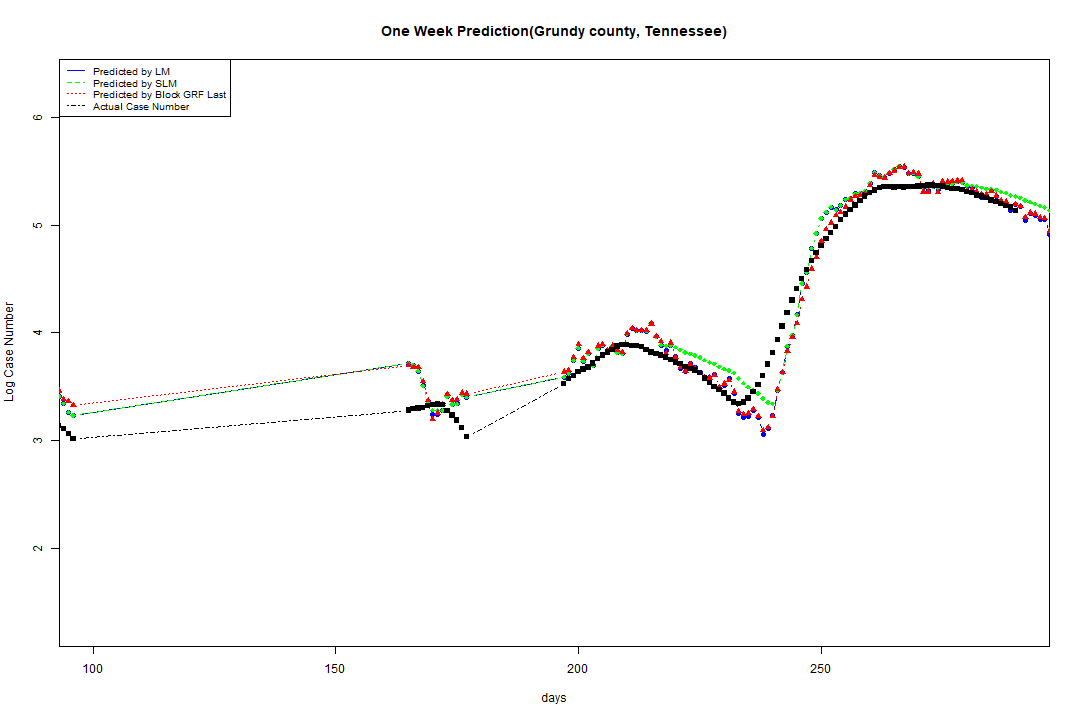 One Week Prediction(Grundy county, Tennessee)
Predicted by LM
Predicted by SLM
Predicted by Block GRF Last
Actual Case Number
Log Case Number
6
5
4
3
2
100
150
200
250
days